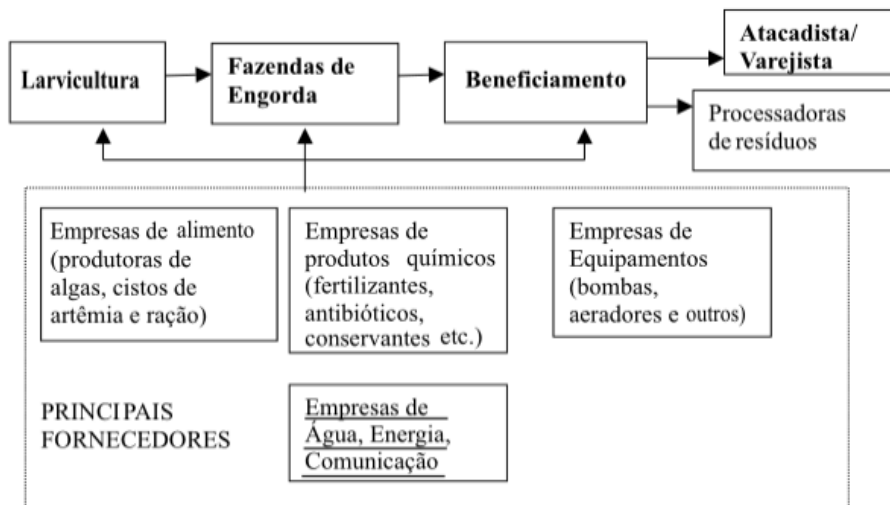 Larvicultura
Fazendas de
Engorda
Beneficiamento
Atacadista/
Varejista
Processadoras
de resíduos
Empresas de alimento
(produtoras de
algas, cistos de
artêmia e ração)
Empresas de
produtos químicos
(fertilizantes,
antibióticos,
conservantes etc.)
Empresas de
Equipamentos
(bombas,
aeradores e outros)
PRINCIPAIS
FORNECEDORES
Empresas de
Água, Energia,
Comunicação